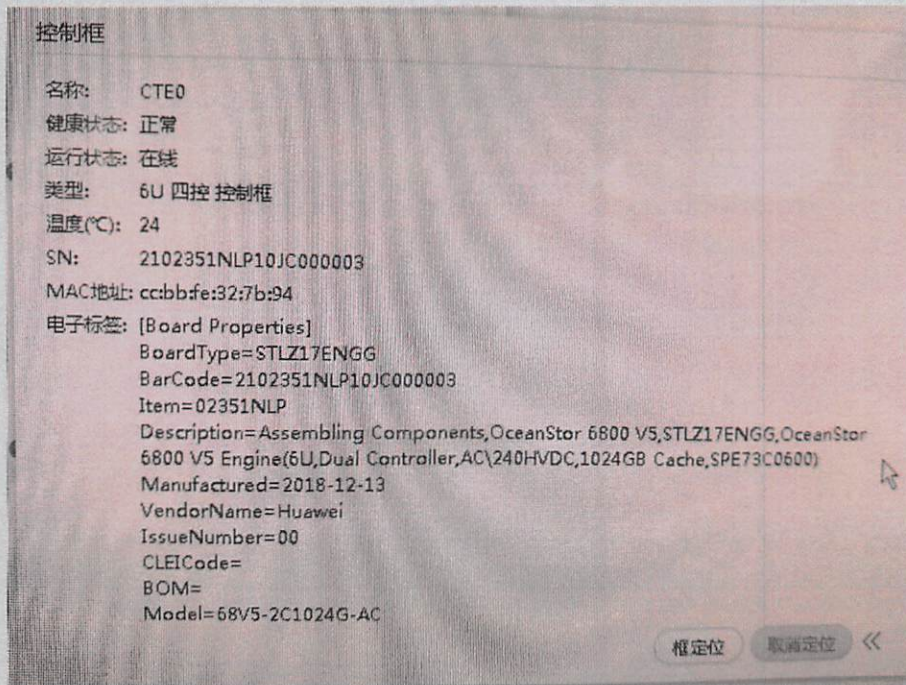 控制框
名称: CTE0
健康状态: 正常
运行状态: 在线
类型: 6U 四控 控制框
温度(℃): 24
SN: 2102351NLP10JC000003
MAC地址: cc:bb:fe:32:7b:94
电子标签: [Board Properties]
BoardType=STLZ17ENGG
BarCode=2102351NLP10JC000003
Item=02351NLP
Description=Assembling Components,OceanStor 6800 V5,STLZ17ENGG,OceanStor
6800 V5 Engine(6U,Dual Controller,AC\240HVDC,1024GB Cache,SPE73C0600)
Manufactured=2018-12-13
VendorName=Huawei
IssueNumber=00
CLEICode=
BOM=
Model=68V5-2C1024G-AC
框定位 取消定位